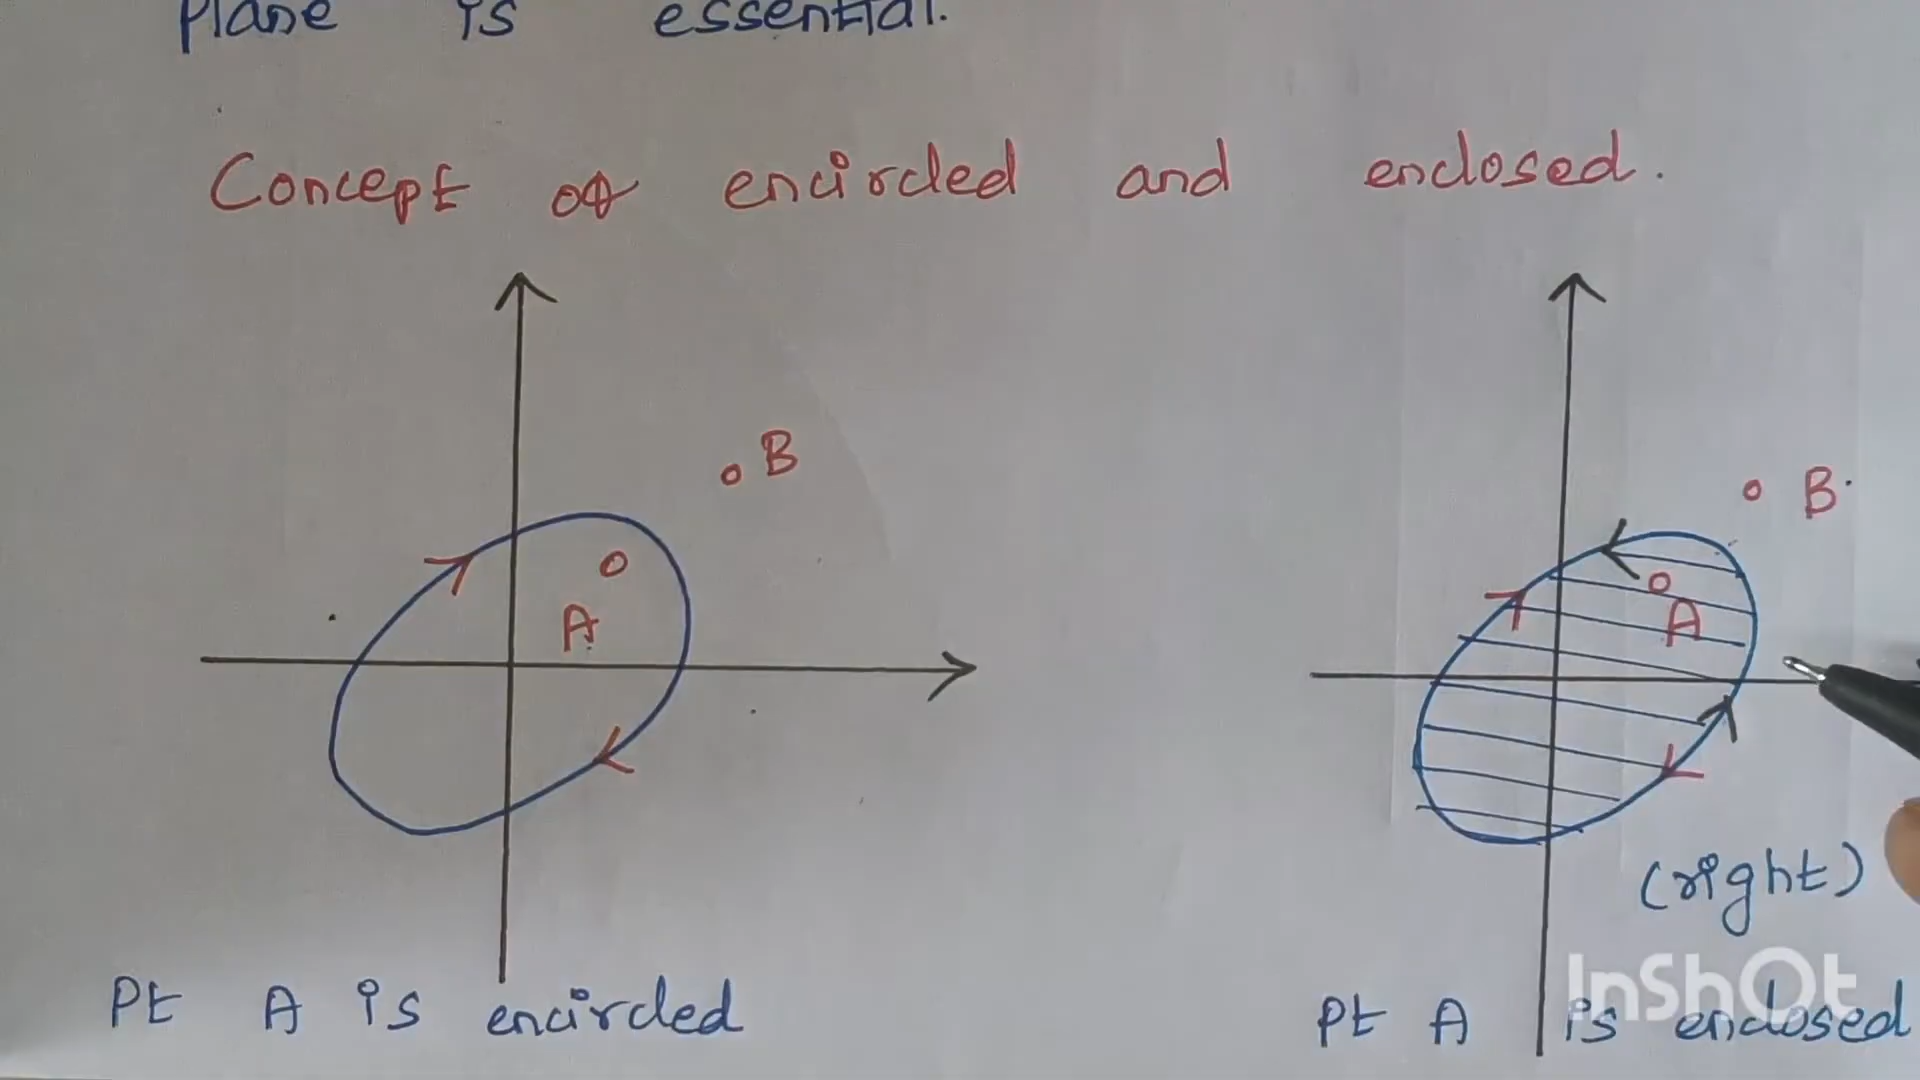 Plane is essential.
Concept of encircled and enclosed.
B
A
B
A
(right)
Pt A is encircled
Pt A is enclosed
InShOt